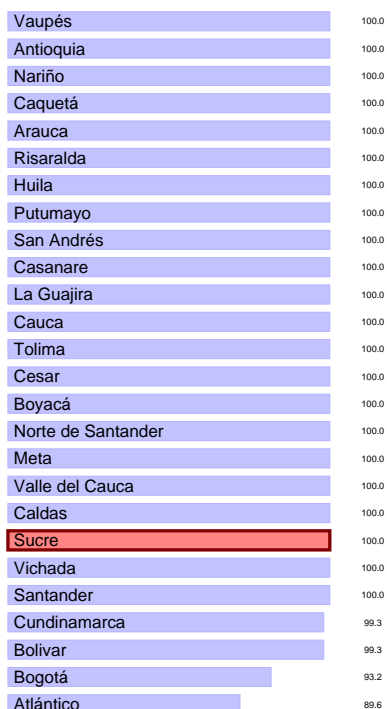 Vaupés 100.0
Antioquia 100.0
Nariño 100.0
Caquetá 100.0
Arauca 100.0
Risaralda 100.0
Huila 100.0
Putumayo 100.0
San Andrés 100.0
Casanare 100.0
La Guajira 100.0
Cauca 100.0
Tolima 100.0
Cesar 100.0
Boyacá 100.0
Norte de Santander 100.0
Meta 100.0
Valle del Cauca 100.0
Caldas 100.0
Sucre 100.0
Vichada 100.0
Santander 100.0
Cundinamarca 99.3
Bolivar 99.3
Bogotá 93.2
Atlántico 89.6